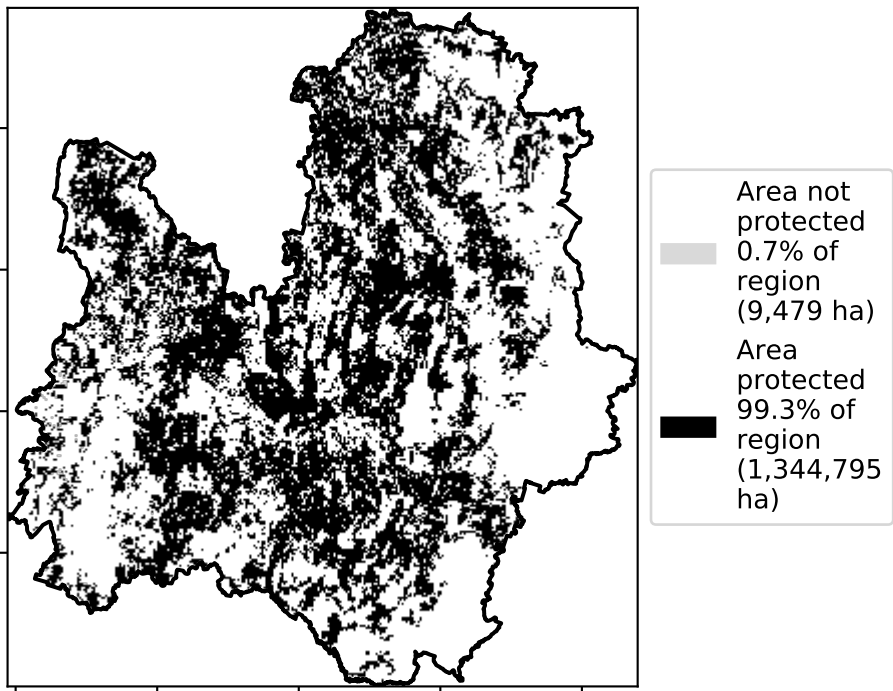 Area not
protected
0.7% of
region
(9,479 ha)
Area
protected
99.3% of
region
(1,344,795
ha)